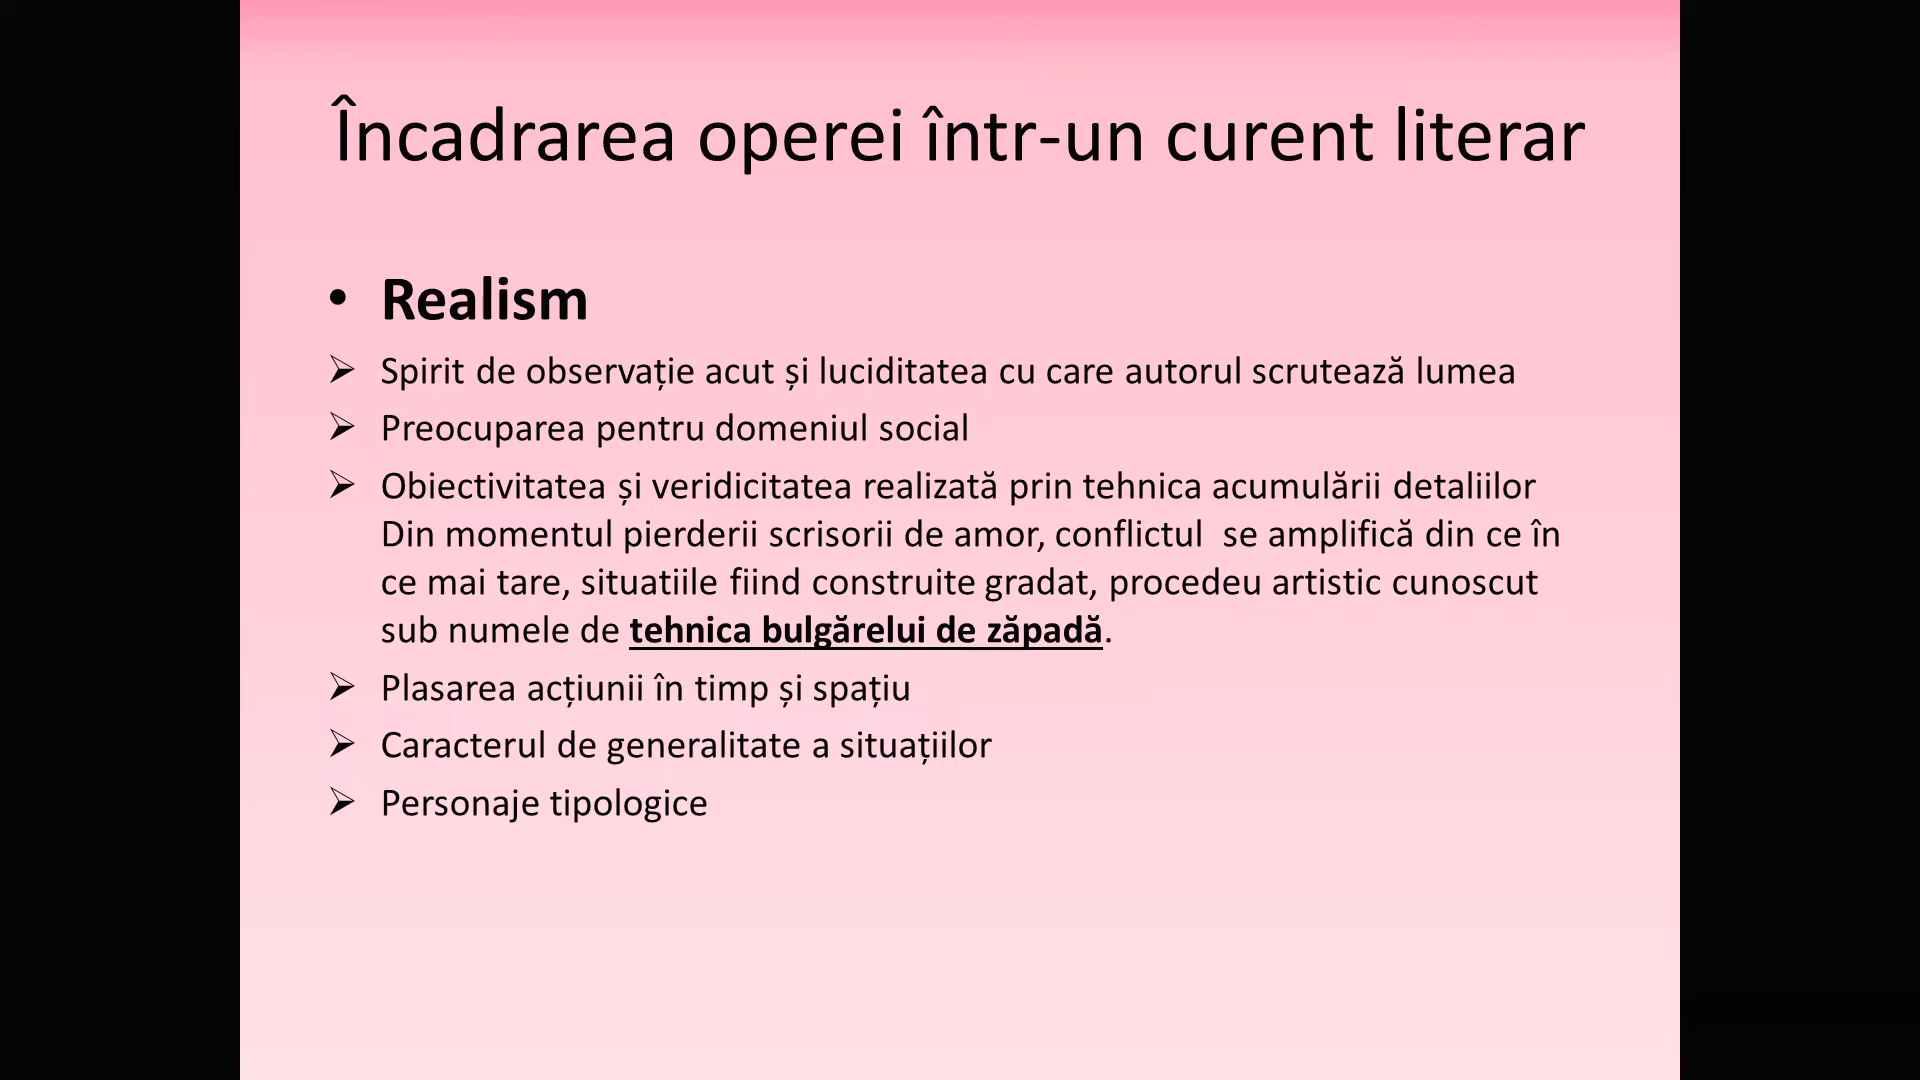 Încadrarea operei într-un curent literar
• Realism
➢ Spirit de observație acut și luciditatea cu care autorul scrutează lumea
➢ Preocuparea pentru domeniul social
➢ Obiectivitatea și veridicitatea realizată prin tehnica acumulării detaliilor
Din momentul pierderii scrisorii de amor, conflictul  se amplifică din ce în
ce mai tare, situatiile fiind construite gradat, procedeu artistic cunoscut
sub numele de tehnica bulgărelui de zăpadă.
➢ Plasarea acțiunii în timp și spațiu
➢ Caracterul de generalitate a situațiilor
➢ Personaje tipologice